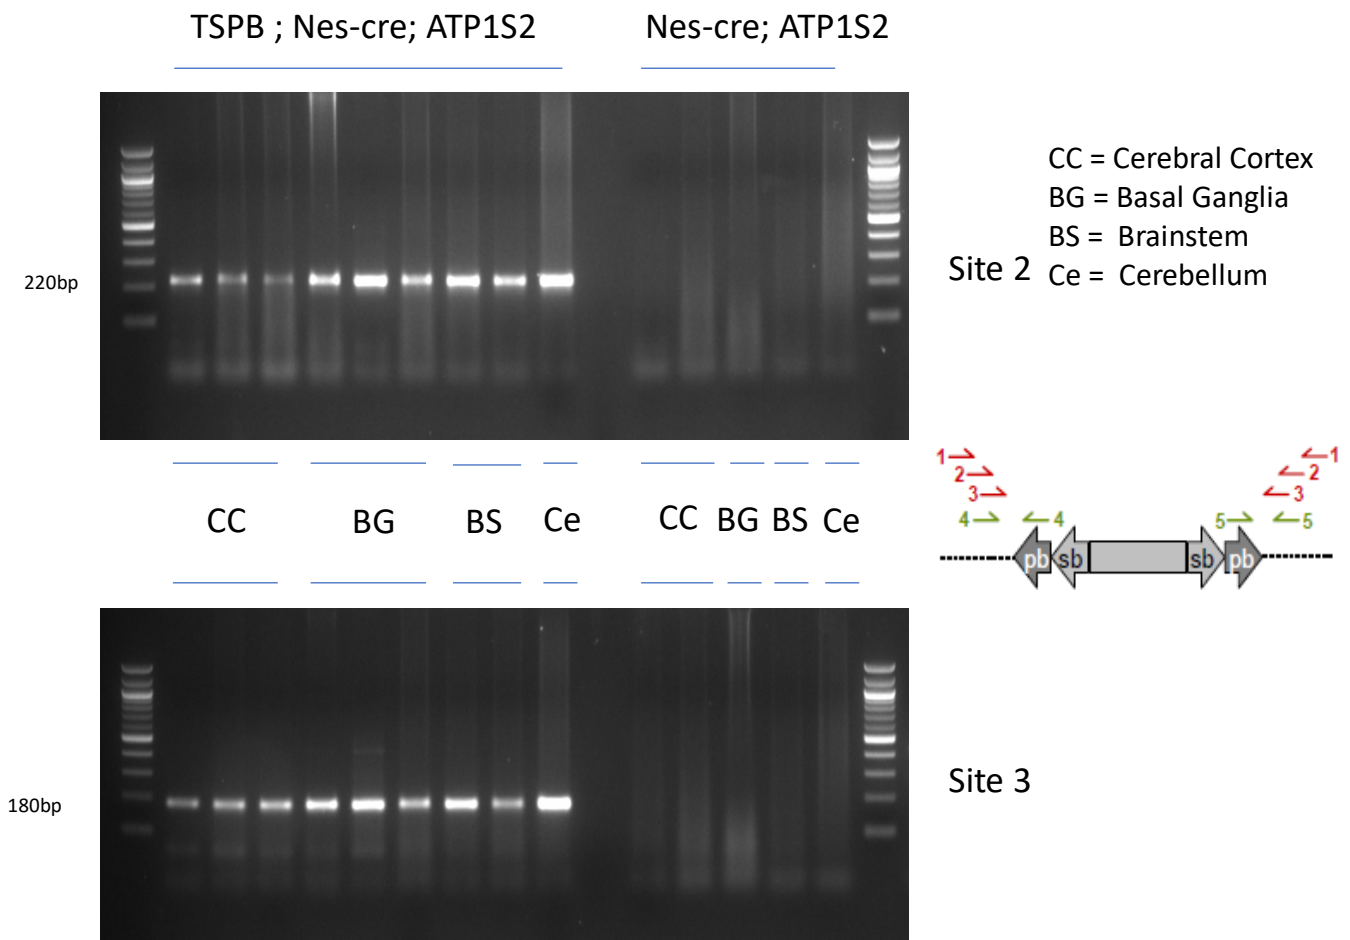 TSPB ; Nes-cre; ATP1S2
Nes-cre; ATP1S2
CC = Cerebral Cortex
BG = Basal Ganglia
BS = Brainstem
Ce = Cerebellum
220bp
Site 2
CC
BG
BS
Ce
CC
BG
BS
Ce
1
2
3
4
4
5
1
2
3
5
pb
sb
sb
pb
180bp
Site 3